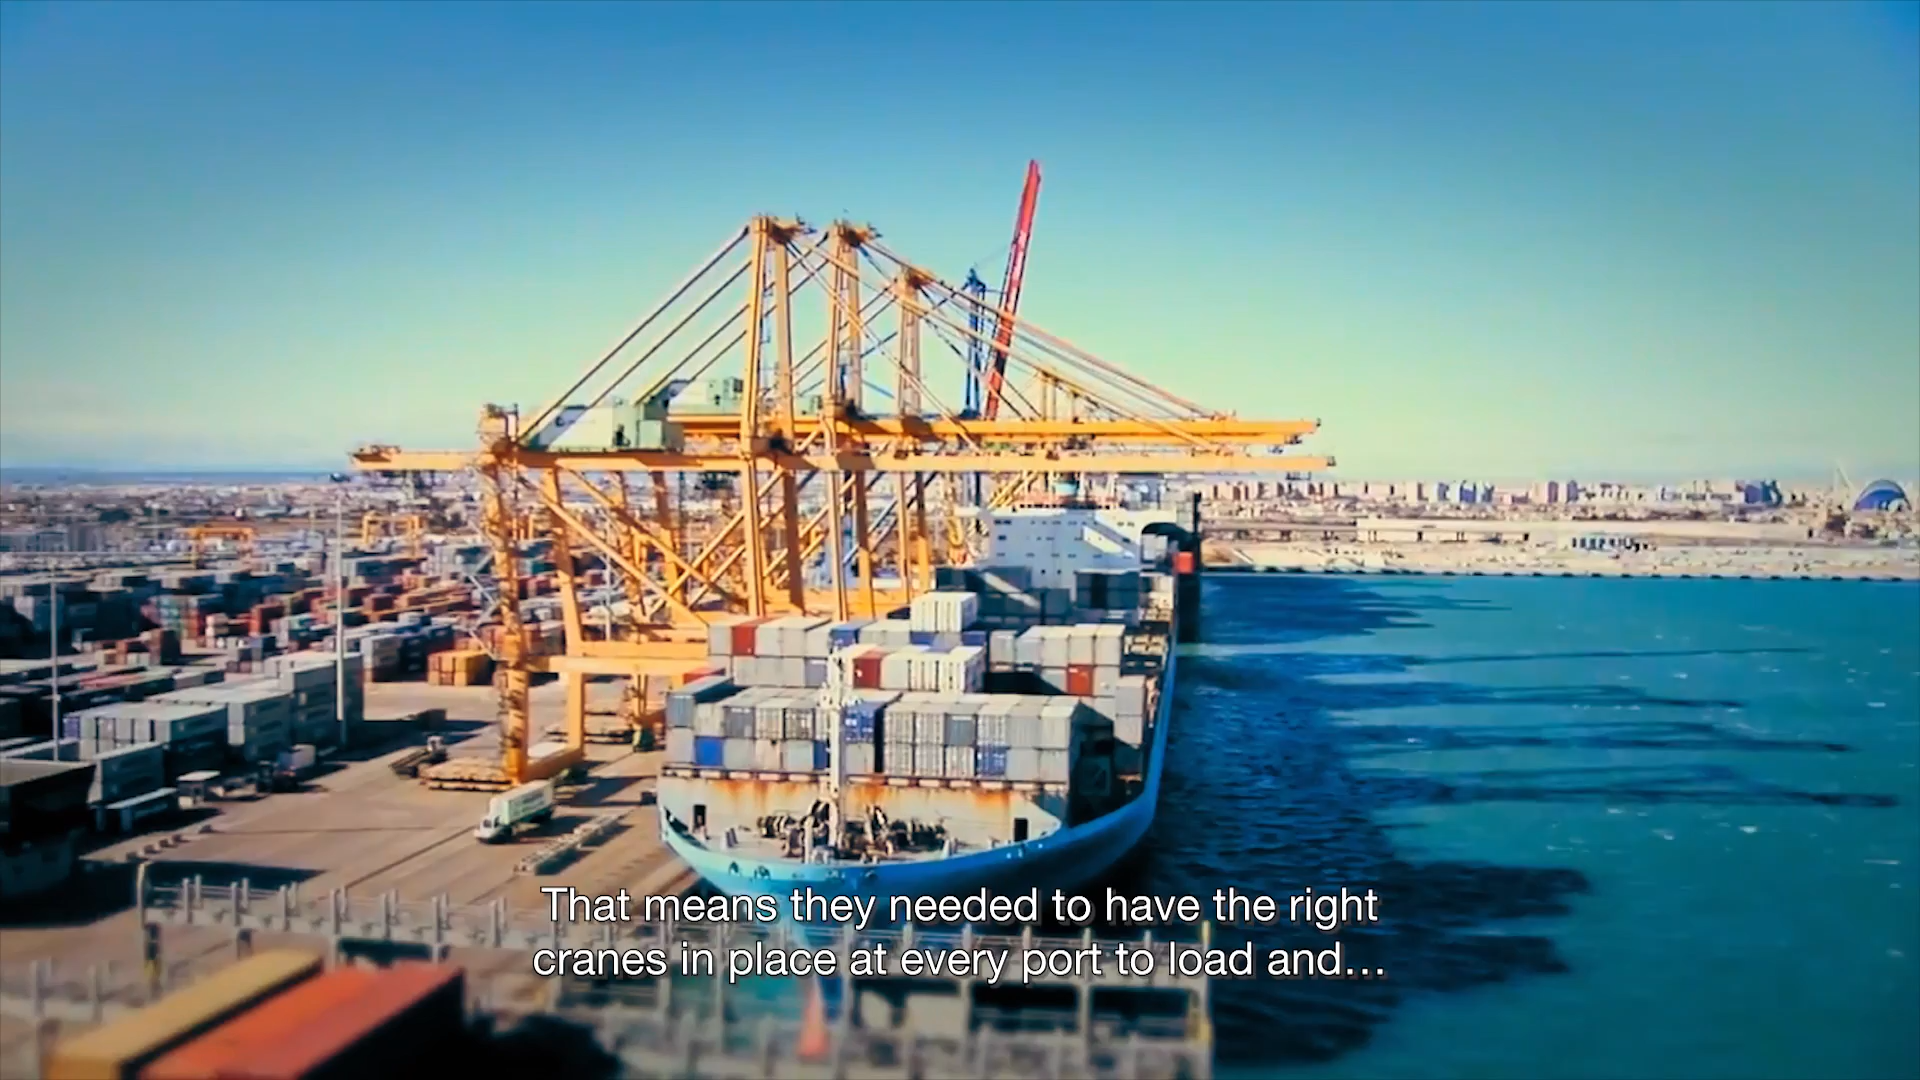 That means they needed to have the right
cranes in place at every port to load and…